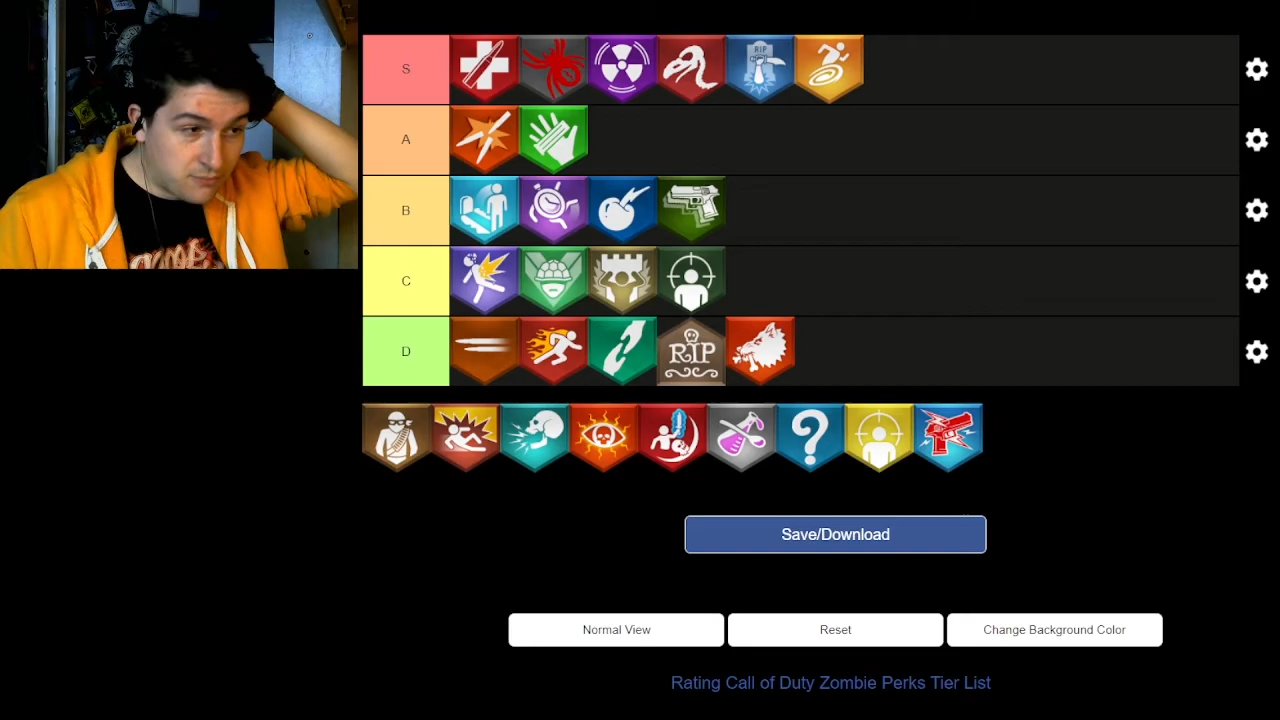 S
RIP
A
B
C
D
RIP
?
Save/Download
Normal View
Reset
Change Background Color
Rating Call of Duty Zombie Perks Tier List